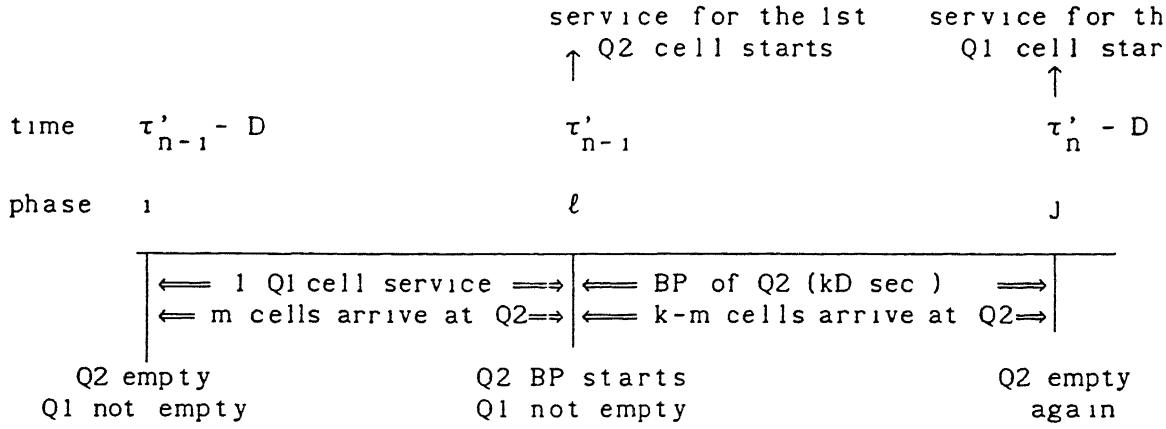 service for the 1st service for th
Q2 cell starts Q1 cell star
time τ'n-1 - D τ'n-1 τ'n - D
phase i ℓ j
⟸ 1 Q1 cell service ⟹ ⟸ BP of Q2 (kD sec ) ⟹
⟸ m cells arrive at Q2⟹ ⟸ k-m cells arrive at Q2⟹
Q2 empty Q2 BP starts Q2 empty
Q1 not empty Q1 not empty again